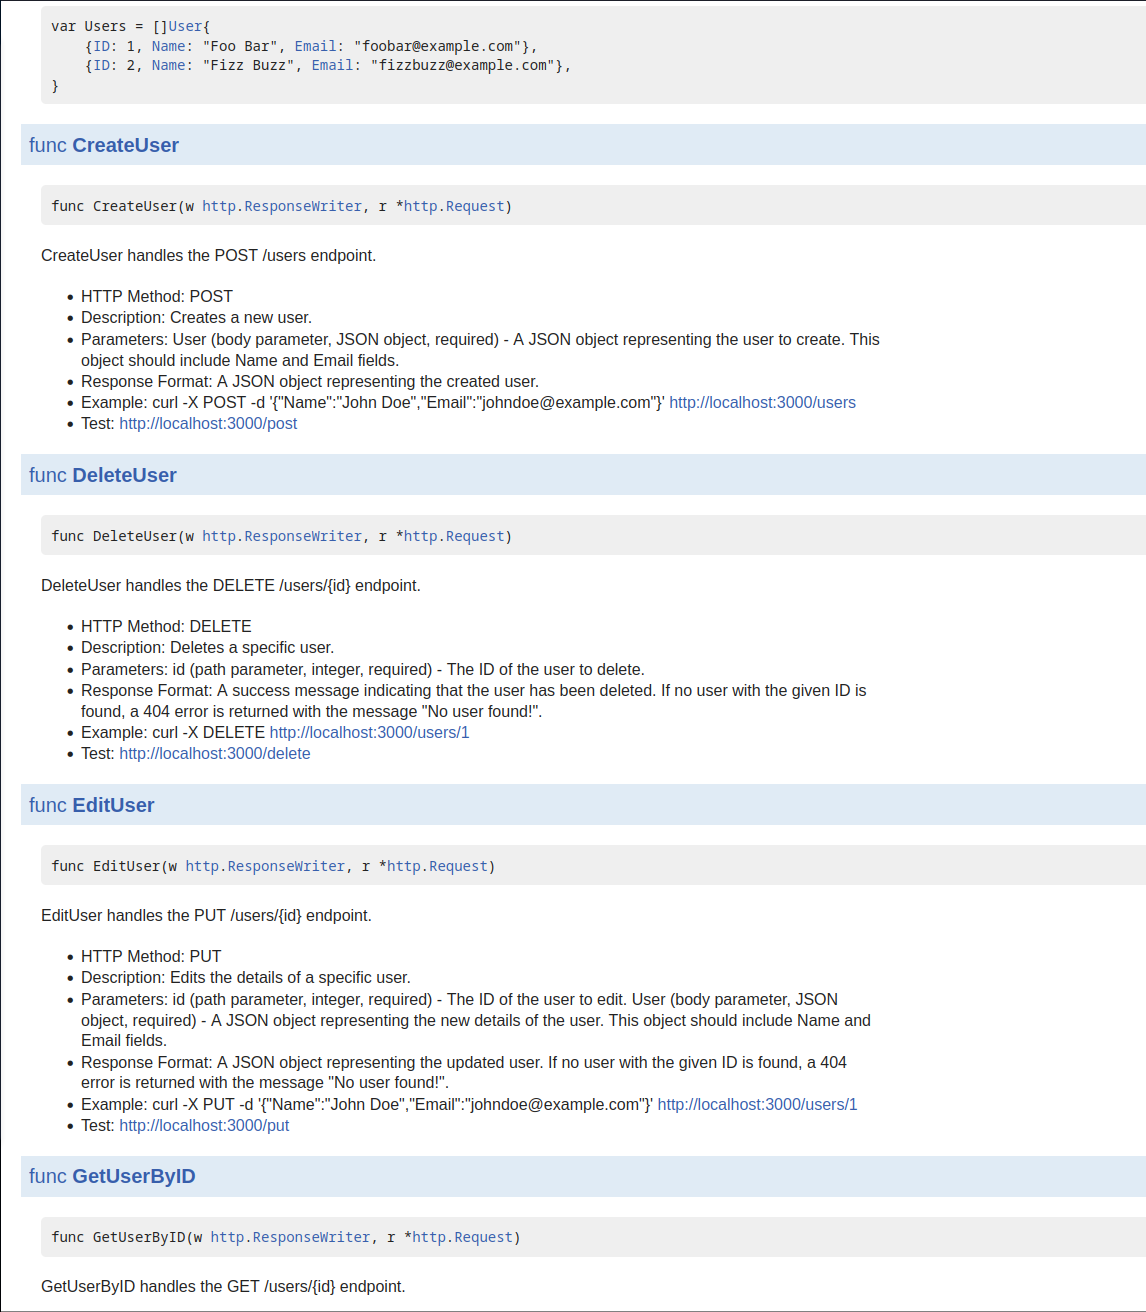 var Users = []User{
    {ID: 1, Name: "Foo Bar", Email: "foobar@example.com"},
    {ID: 2, Name: "Fizz Buzz", Email: "fizzbuzz@example.com"},
}
func CreateUser
func CreateUser(w http.ResponseWriter, r *http.Request)
CreateUser handles the POST /users endpoint.
• HTTP Method: POST
• Description: Creates a new user.
• Parameters: User (body parameter, JSON object, required) - A JSON object representing the user to create. This
object should include Name and Email fields.
• Response Format: A JSON object representing the created user.
• Example: curl -X POST -d '{"Name":"John Doe","Email":"johndoe@example.com"}' http://localhost:3000/users
• Test: http://localhost:3000/post
func DeleteUser
func DeleteUser(w http.ResponseWriter, r *http.Request)
DeleteUser handles the DELETE /users/{id} endpoint.
• HTTP Method: DELETE
• Description: Deletes a specific user.
• Parameters: id (path parameter, integer, required) - The ID of the user to delete.
• Response Format: A success message indicating that the user has been deleted. If no user with the given ID is
found, a 404 error is returned with the message "No user found!".
• Example: curl -X DELETE http://localhost:3000/users/1
• Test: http://localhost:3000/delete
func EditUser
func EditUser(w http.ResponseWriter, r *http.Request)
EditUser handles the PUT /users/{id} endpoint.
• HTTP Method: PUT
• Description: Edits the details of a specific user.
• Parameters: id (path parameter, integer, required) - The ID of the user to edit. User (body parameter, JSON
object, required) - A JSON object representing the new details of the user. This object should include Name and
Email fields.
• Response Format: A JSON object representing the updated user. If no user with the given ID is found, a 404
error is returned with the message "No user found!".
• Example: curl -X PUT -d '{"Name":"John Doe","Email":"johndoe@example.com"}' http://localhost:3000/users/1
• Test: http://localhost:3000/put
func GetUserByID
func GetUserByID(w http.ResponseWriter, r *http.Request)
GetUserByID handles the GET /users/{id} endpoint.